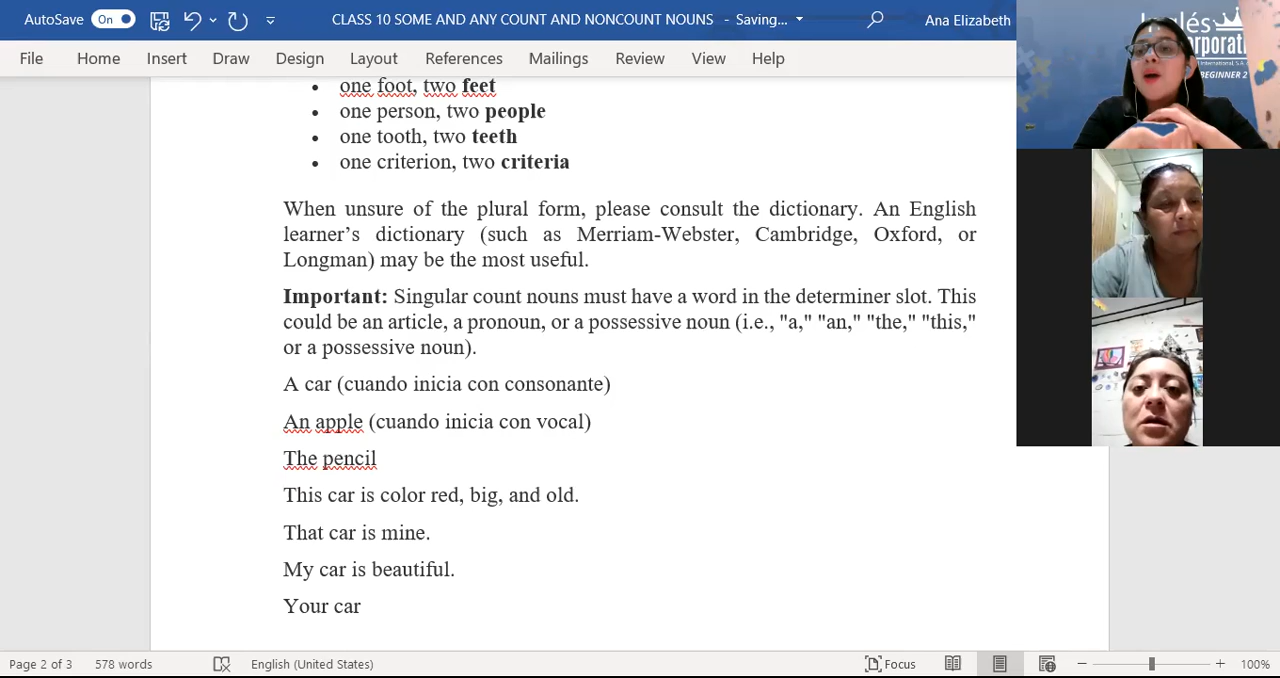 AutoSave On CLASS 10 SOME AND ANY COUNT AND NONCOUNT NOUNS - Saving... Ana Elizabeth
File Home Insert Draw Design Layout References Mailings Review View Help
• one foot, two feet
• one person, two people
• one tooth, two teeth
• one criterion, two criteria
When unsure of the plural form, please consult the dictionary. An English
learner's dictionary (such as Merriam-Webster, Cambridge, Oxford, or
Longman) may be the most useful.
Important: Singular count nouns must have a word in the determiner slot. This
could be an article, a pronoun, or a possessive noun (i.e., "a," "an," "the," "this,"
or a possessive noun).
A car (cuando inicia con consonante)
An apple (cuando inicia con vocal)
The pencil
This car is color red, big, and old.
That car is mine.
My car is beautiful.
Your car
Page 2 of 3 578 words English (United States) Focus 100%
Inglés
International, S.A.
BEGINNER 2